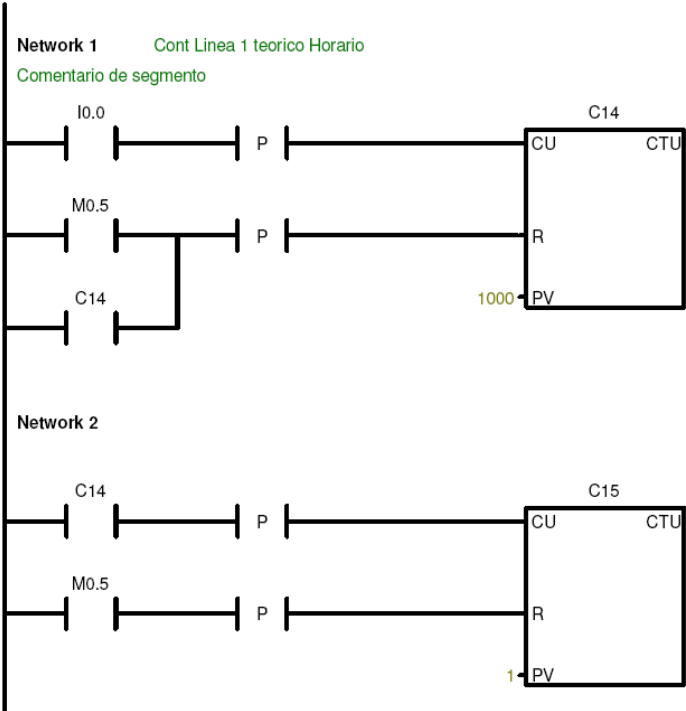 Network 1 Cont Linea 1 teorico Horario
Comentario de segmento
I0.0 C14
P CU CTU
M0.5
P R
C14
1000 PV
Network 2
C14 C15
P CU CTU
M0.5
P R
1 PV